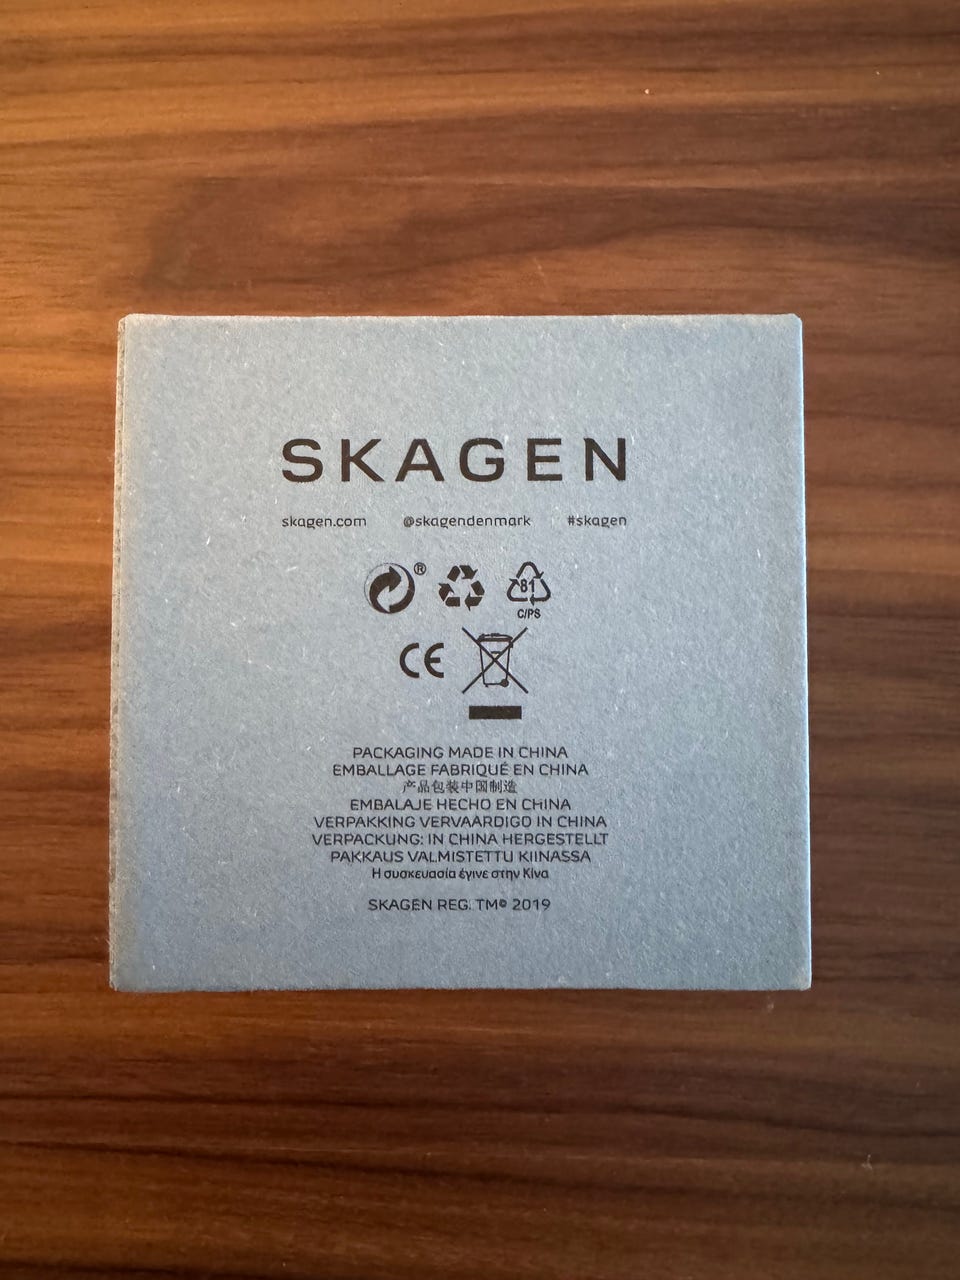 SKAGEN
skagen.com @skagendenmark #skagen
®
81
C/PS
CE
PACKAGING MADE IN CHINA
EMBALLAGE FABRIQUÉ EN CHINA
产品包装中国制造
EMBALAJE HECHO EN CHINA
VERPAKKING VERVAARDIGO IN CHINA
VERPACKUNG: IN CHINA HERGESTELLT
PAKKAUS VALMISTETTU KIINASSA
Η συσκευασία έγινε στην Κίνα
SKAGEN REG. TM© 2019